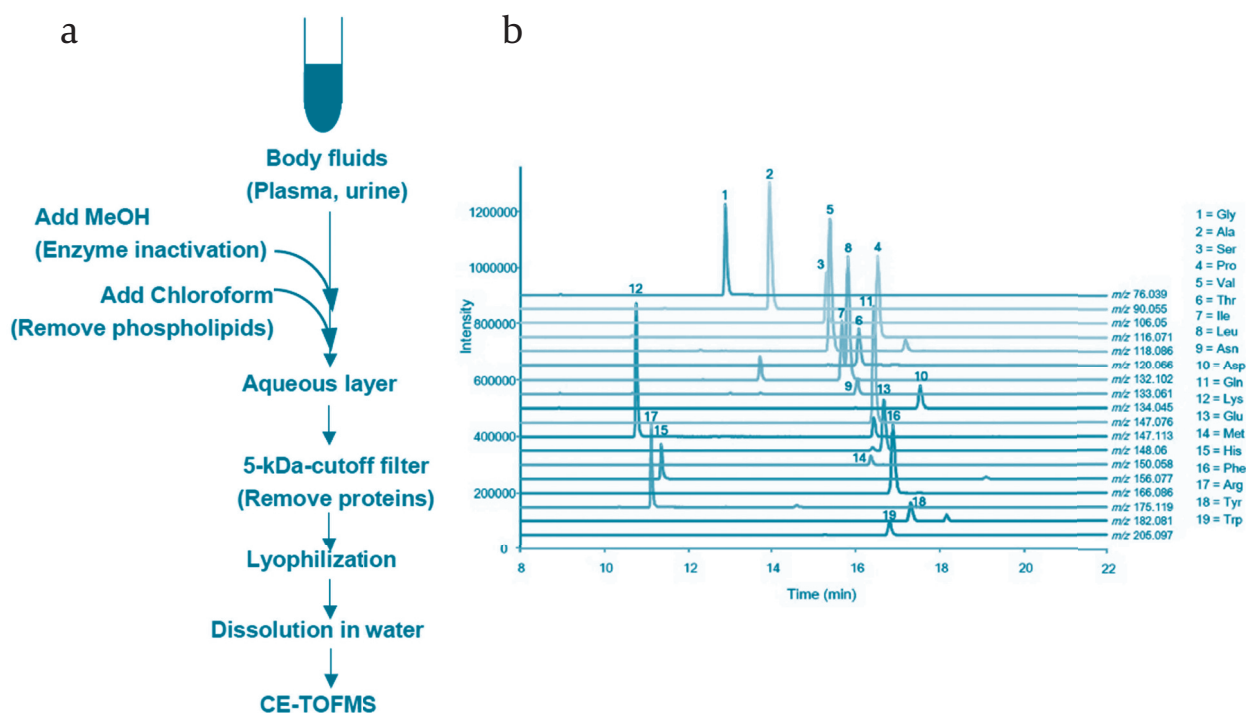 a
Body fluids
(Plasma, urine)
Add MeOH
(Enzyme inactivation)
Add Chloroform
(Remove phospholipids)
Aqueous layer
5-kDa-cutoff filter
(Remove proteins)
Lyophilization
Dissolution in water
CE-TOFMS
b
Intensity
1200000
1000000
800000
600000
400000
200000
0
8 10 12 14 16 18 20 22
Time (min)
1
2
3
4
5
6
7
8
9
10
11
12
13
14
15
16
17
18
19
m/z 76.039
m/z 90.055
m/z 106.05
m/z 116.071
m/z 118.086
m/z 120.066
m/z 132.102
m/z 133.061
m/z 134.045
m/z 147.076
m/z 147.113
m/z 148.06
m/z 150.058
m/z 156.077
m/z 166.086
m/z 175.119
m/z 182.081
m/z 205.097
1 = Gly
2 = Ala
3 = Ser
4 = Pro
5 = Val
6 = Thr
7 = Ile
8 = Leu
9 = Asn
10 = Asp
11 = Gln
12 = Lys
13 = Glu
14 = Met
15 = His
16 = Phe
17 = Arg
18 = Tyr
19 = Trp